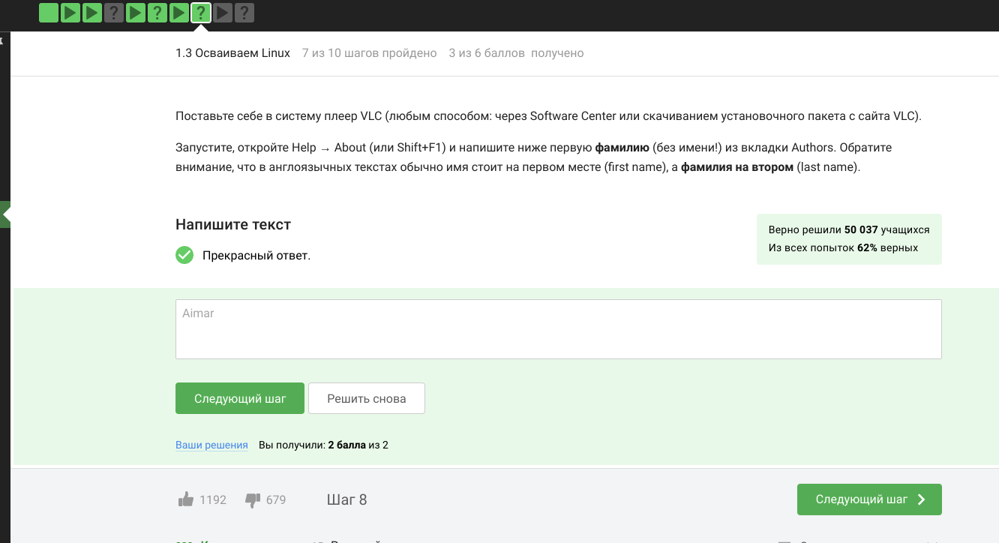 ? ? ? ?
1.3 Осваиваем Linux 7 из 10 шагов пройдено 3 из 6 баллов получено
Поставьте себе в систему плеер VLC (любым способом: через Software Center или скачиванием установочного пакета с сайта VLC).
Запустите, откройте Help → About (или Shift+F1) и напишите ниже первую фамилию (без имени!) из вкладки Authors. Обратите
внимание, что в англоязычных текстах обычно имя стоит на первом месте (first name), а фамилия на втором (last name).
Напишите текст
Прекрасный ответ.
Верно решили 50 037 учащихся
Из всех попыток 62% верных
Aimar
Следующий шаг Решить снова
Ваши решения Вы получили: 2 балла из 2
1192 679 Шаг 8 Следующий шаг